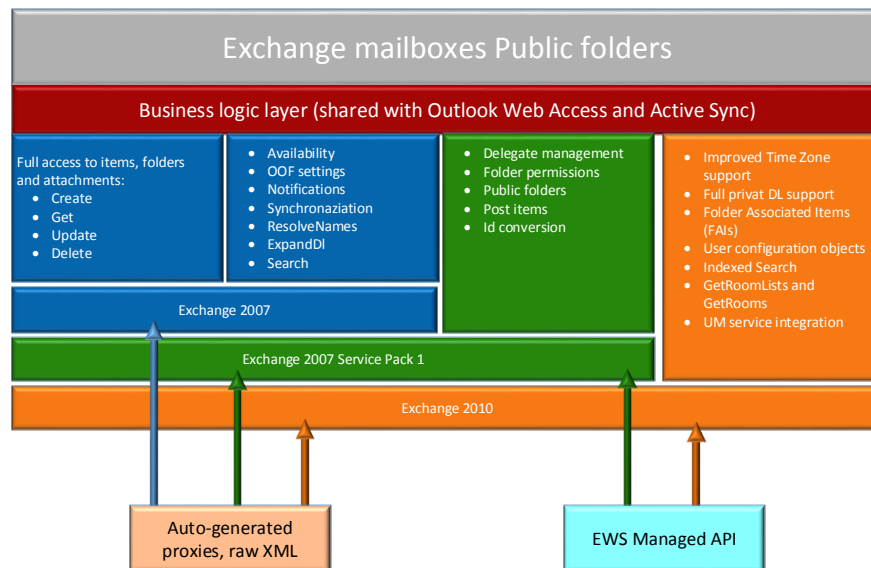 Exchange mailboxes Public folders
Business logic layer (shared with Outlook Web Access and Active Sync)
Full access to items, folders
and attachments:
• Create
• Get
• Update
• Delete
• Availability
• OOF settings
• Notifications
• Synchronaziation
• ResolveNames
• ExpandDl
• Search
• Delegate management
• Folder permissions
• Public folders
• Post items
• Id conversion
• Improved Time Zone
support
• Full privat DL support
• Folder Associated Items
(FAIs)
• User configuration objects
• Indexed Search
• GetRoomLists and
GetRooms
• UM service integration
Exchange 2007
Exchange 2007 Service Pack 1
Exchange 2010
Auto-generated
proxies, raw XML
EWS Managed API